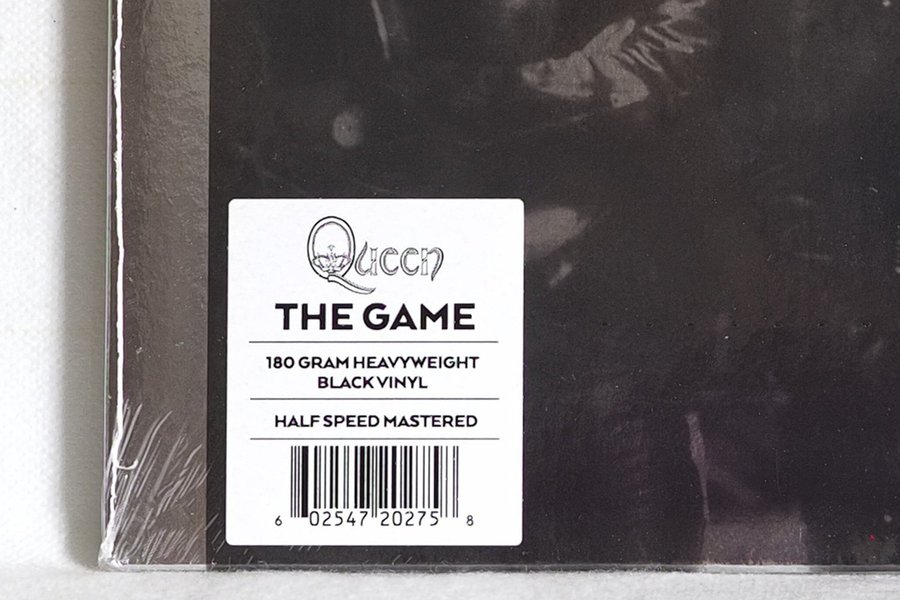 Queen
THE GAME
180 GRAM HEAVYWEIGHT
BLACK VINYL
HALF SPEED MASTERED
6 02547 20275 8